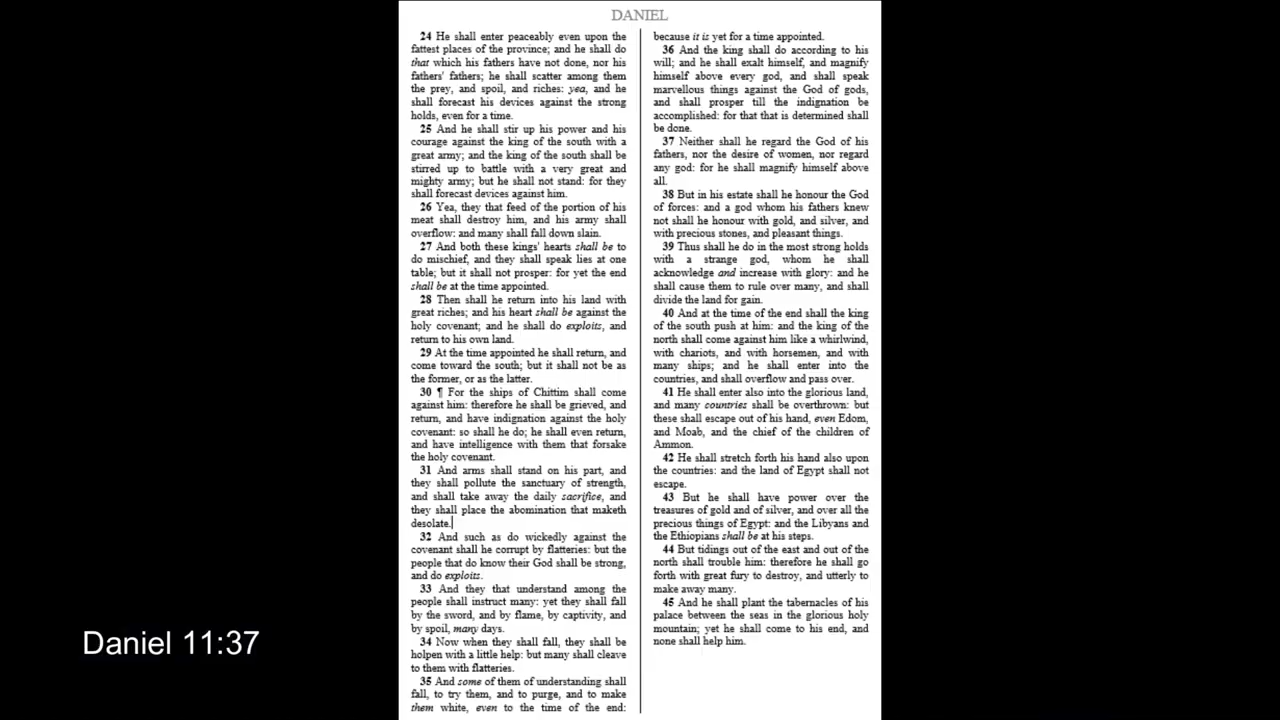 DANIEL
24 He shall enter peaceably even upon the
fattest places of the province; and he shall do
that which his fathers have not done, nor his
fathers' fathers; he shall scatter among them
the prey, and spoil, and riches: yea, and he
shall forecast his devices against the strong
holds, even for a time.
25 And he shall stir up his power and his
courage against the king of the south with a
great army; and the king of the south shall be
stirred up to battle with a very great and
mighty army; but he shall not stand: for they
shall forecast devices against him.
26 Yea, they that feed of the portion of his
meat shall destroy him, and his army shall
overflow: and many shall fall down slain.
27 And both these kings' hearts shall be to
do mischief, and they shall speak lies at one
table; but it shall not prosper: for yet the end
shall be at the time appointed.
28 Then shall he return into his land with
great riches; and his heart shall be against the
holy covenant; and he shall do exploits, and
return to his own land.
29 At the time appointed he shall return, and
come toward the south; but it shall not be as
the former, or as the latter.
30 ¶ For the ships of Chittim shall come
against him: therefore he shall be grieved, and
return, and have indignation against the holy
covenant: so shall he do; he shall even return,
and have intelligence with them that forsake
the holy covenant.
31 And arms shall stand on his part, and
they shall pollute the sanctuary of strength,
and shall take away the daily sacrifice, and
they shall place the abomination that maketh
desolate.
32 And such as do wickedly against the
covenant shall he corrupt by flatteries: but the
people that do know their God shall be strong,
and do exploits.
33 And they that understand among the
people shall instruct many: yet they shall fall
by the sword, and by flame, by captivity, and
by spoil, many days.
34 Now when they shall fall, they shall be
holpen with a little help: but many shall cleave
to them with flatteries.
35 And some of them of understanding shall
fall, to try them, and to purge, and to make
them white, even to the time of the end:
because it is yet for a time appointed.
36 And the king shall do according to his
will; and he shall exalt himself, and magnify
himself above every god, and shall speak
marvellous things against the God of gods,
and shall prosper till the indignation be
accomplished: for that that is determined shall
be done.
37 Neither shall he regard the God of his
fathers, nor the desire of women, nor regard
any god: for he shall magnify himself above
all.
38 But in his estate shall he honour the God
of forces: and a god whom his fathers knew
not shall he honour with gold, and silver, and
with precious stones, and pleasant things.
39 Thus shall he do in the most strong holds
with a strange god, whom he shall
acknowledge and increase with glory: and he
shall cause them to rule over many, and shall
divide the land for gain.
40 And at the time of the end shall the king
of the south push at him: and the king of the
north shall come against him like a whirlwind,
with chariots, and with horsemen, and with
many ships; and he shall enter into the
countries, and shall overflow and pass over.
41 He shall enter also into the glorious land,
and many countries shall be overthrown: but
these shall escape out of his hand, even Edom,
and Moab, and the chief of the children of
Ammon.
42 He shall stretch forth his hand also upon
the countries: and the land of Egypt shall not
escape.
43 But he shall have power over the
treasures of gold and of silver, and over all the
precious things of Egypt: and the Libyans and
the Ethiopians shall be at his steps.
44 But tidings out of the east and out of the
north shall trouble him: therefore he shall go
forth with great fury to destroy, and utterly to
make away many.
45 And he shall plant the tabernacles of his
palace between the seas in the glorious holy
mountain; yet he shall come to his end, and
none shall help him.
Daniel 11:37